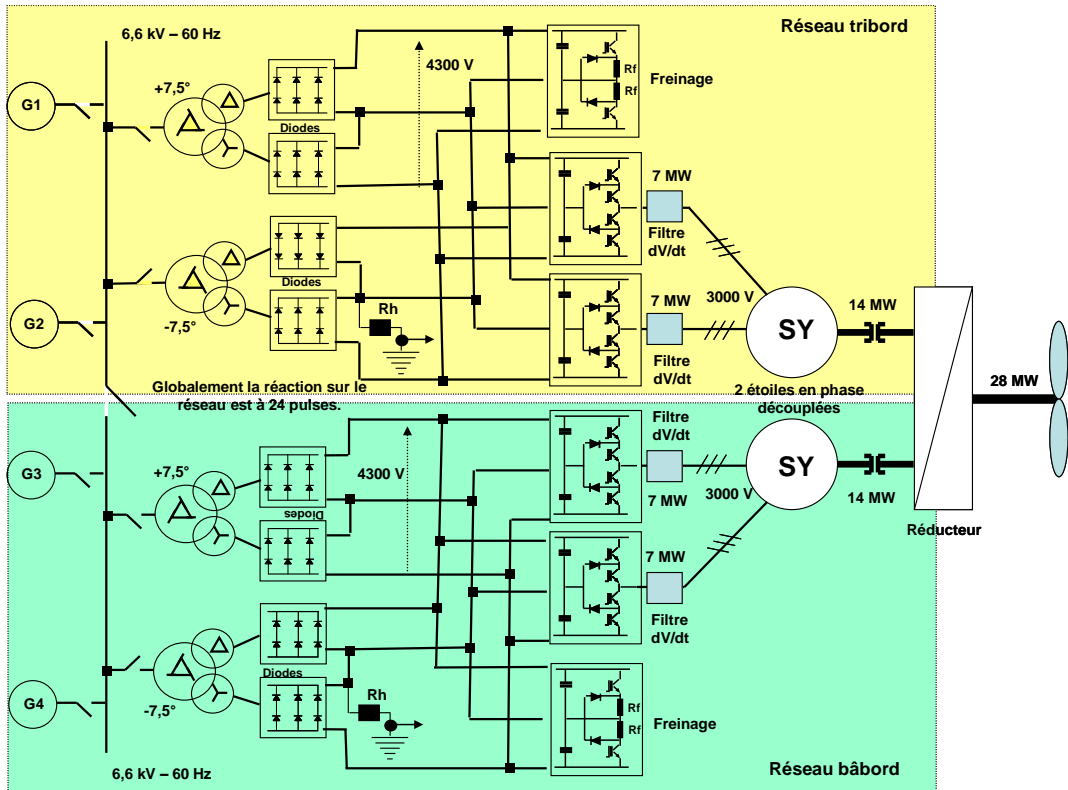 6,6 kV – 60 Hz
Réseau tribord
+7,5°
4300 V
Rf
Rf
Freinage
G1
Diodes
7 MW
Filtre
dV/dt
-7,5°
Diodes
G2
Rh
7 MW
3000 V
SY
14 MW
Filtre
dV/dt
28 MW
Globalement la réaction sur le
réseau est à 24 pulses.
2 étoiles en phase
découplées
Filtre
dV/dt
G3
+7,5°
4300 V
Diodes
7 MW
3000 V
SY
14 MW
Réducteur
7 MW
Filtre
dV/dt
-7,5°
Diodes
G4
Rh
Rf
Rf
Freinage
6,6 kV – 60 Hz
Réseau bâbord